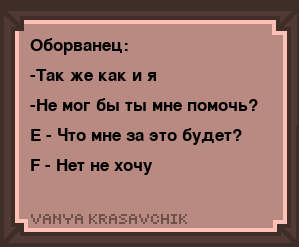 Оборванец:
-Так же как и я
-Не мог бы ты мне помочь?
E - Что мне за это будет?
F - Нет не хочу
VANYA KRASAVCHIK